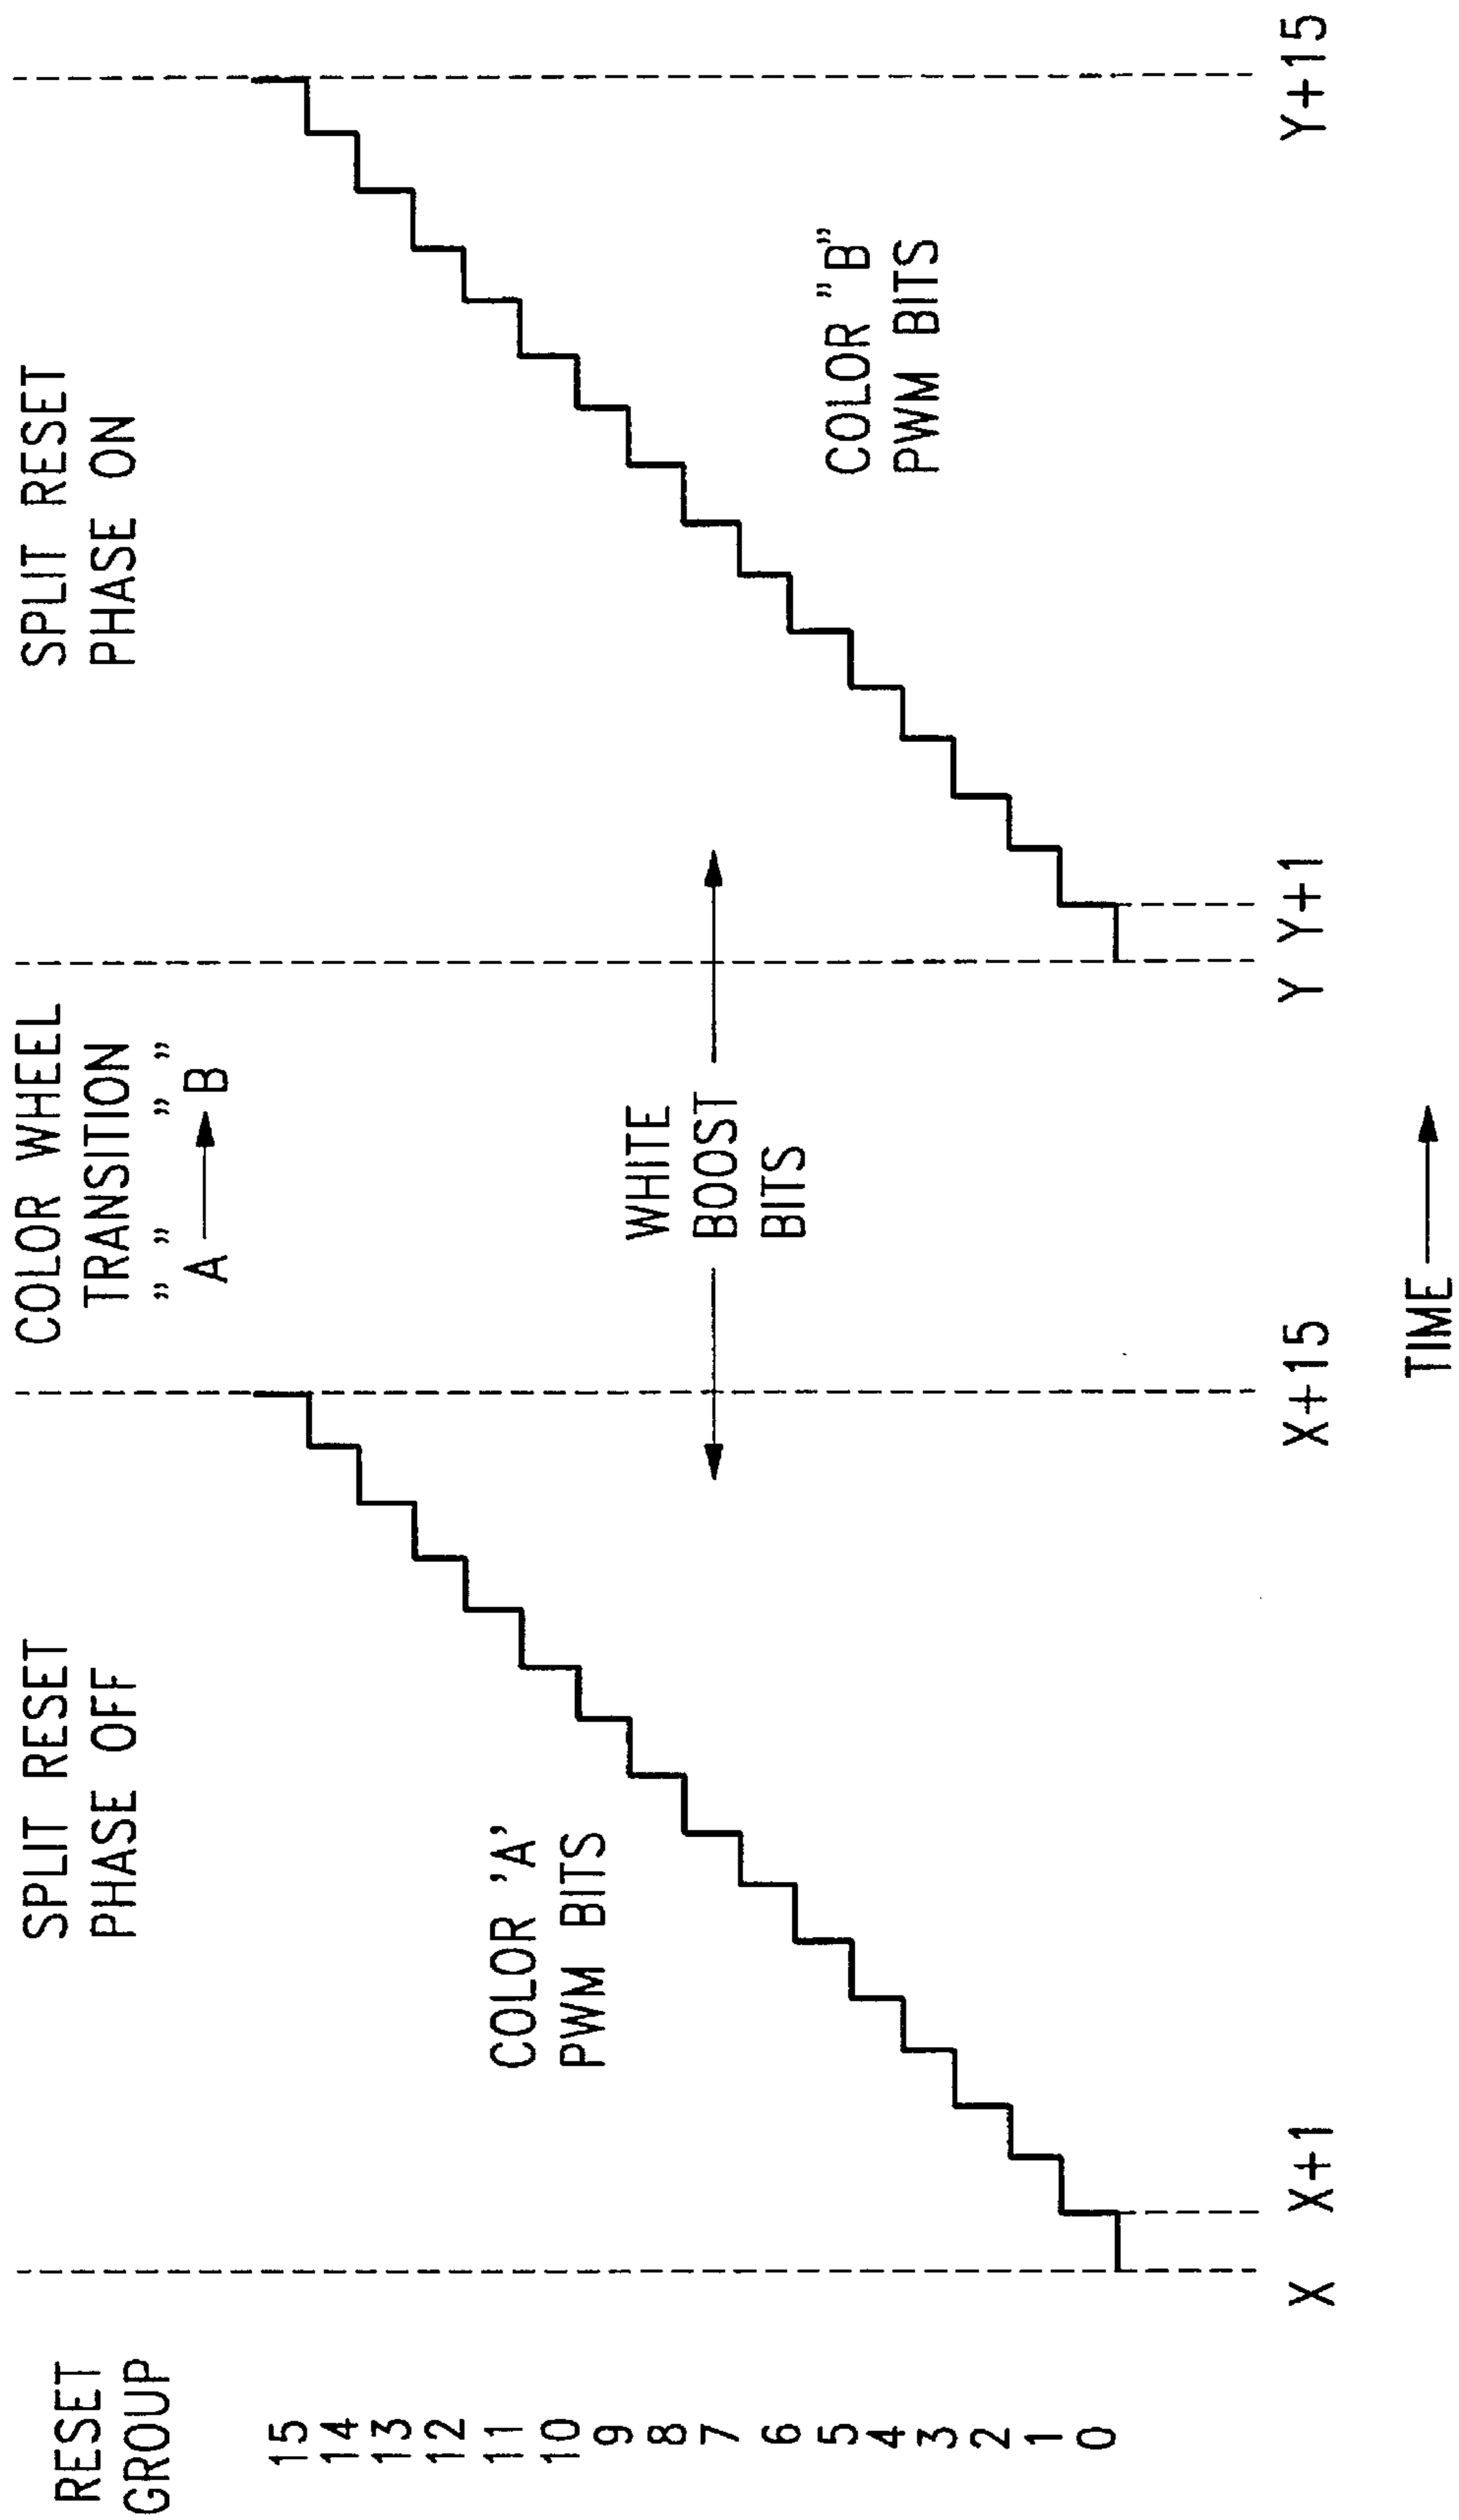 SPLIT RESET
PHASE OFF
COLOR WHEEL
TRANSITION
"A" → "B"
SPLIT RESET
PHASE ON
RESET
GROUP
15
14
13
12
11
10
9
8
7
6
5
4
3
2
1
0
COLOR 'A'
PWM BITS
WHITE
BOOST
BITS
COLOR "B"
PWM BITS
X X+1 X+15 Y Y+1 Y+15
TIME